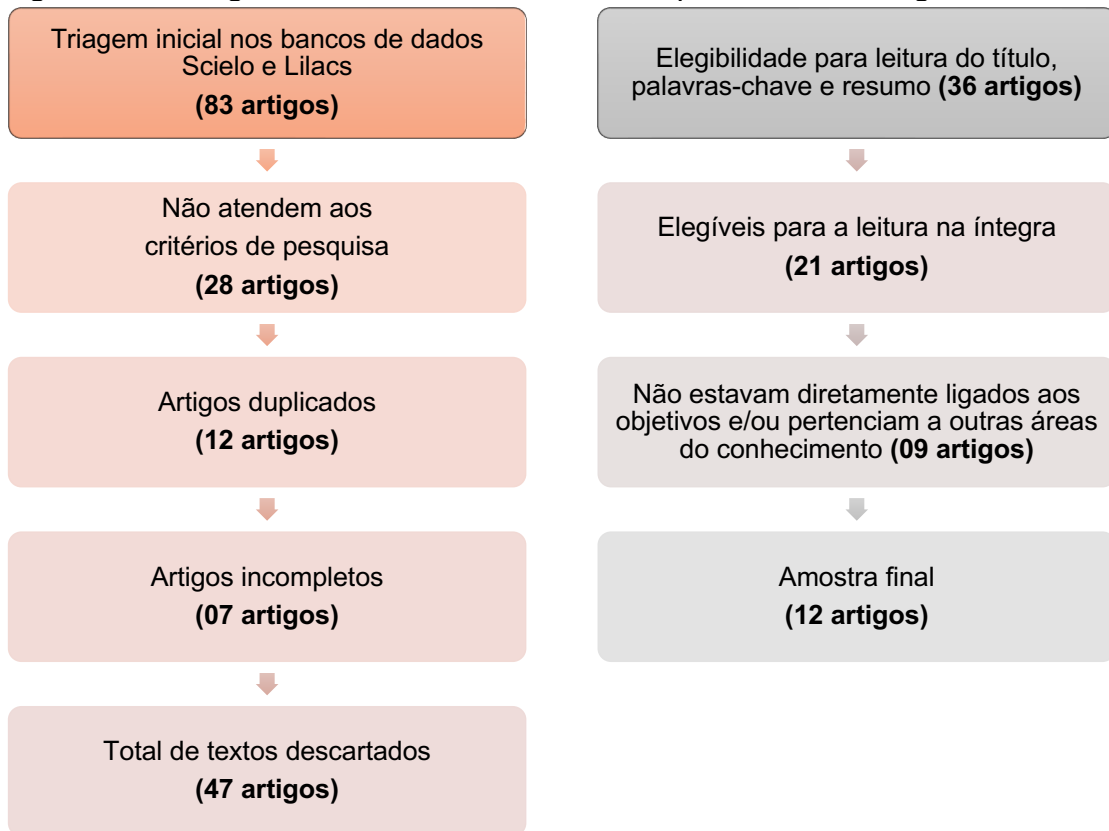 Triagem inicial nos bancos de dados
Scielo e Lilacs
(83 artigos)
Não atendem aos
critérios de pesquisa
(28 artigos)
Artigos duplicados
(12 artigos)
Artigos incompletos
(07 artigos)
Total de textos descartados
(47 artigos)
Elegibilidade para leitura do título,
palavras-chave e resumo (36 artigos)
Elegíveis para a leitura na íntegra
(21 artigos)
Não estavam diretamente ligados aos
objetivos e/ou pertenciam a outras áreas
do conhecimento (09 artigos)
Amostra final
(12 artigos)